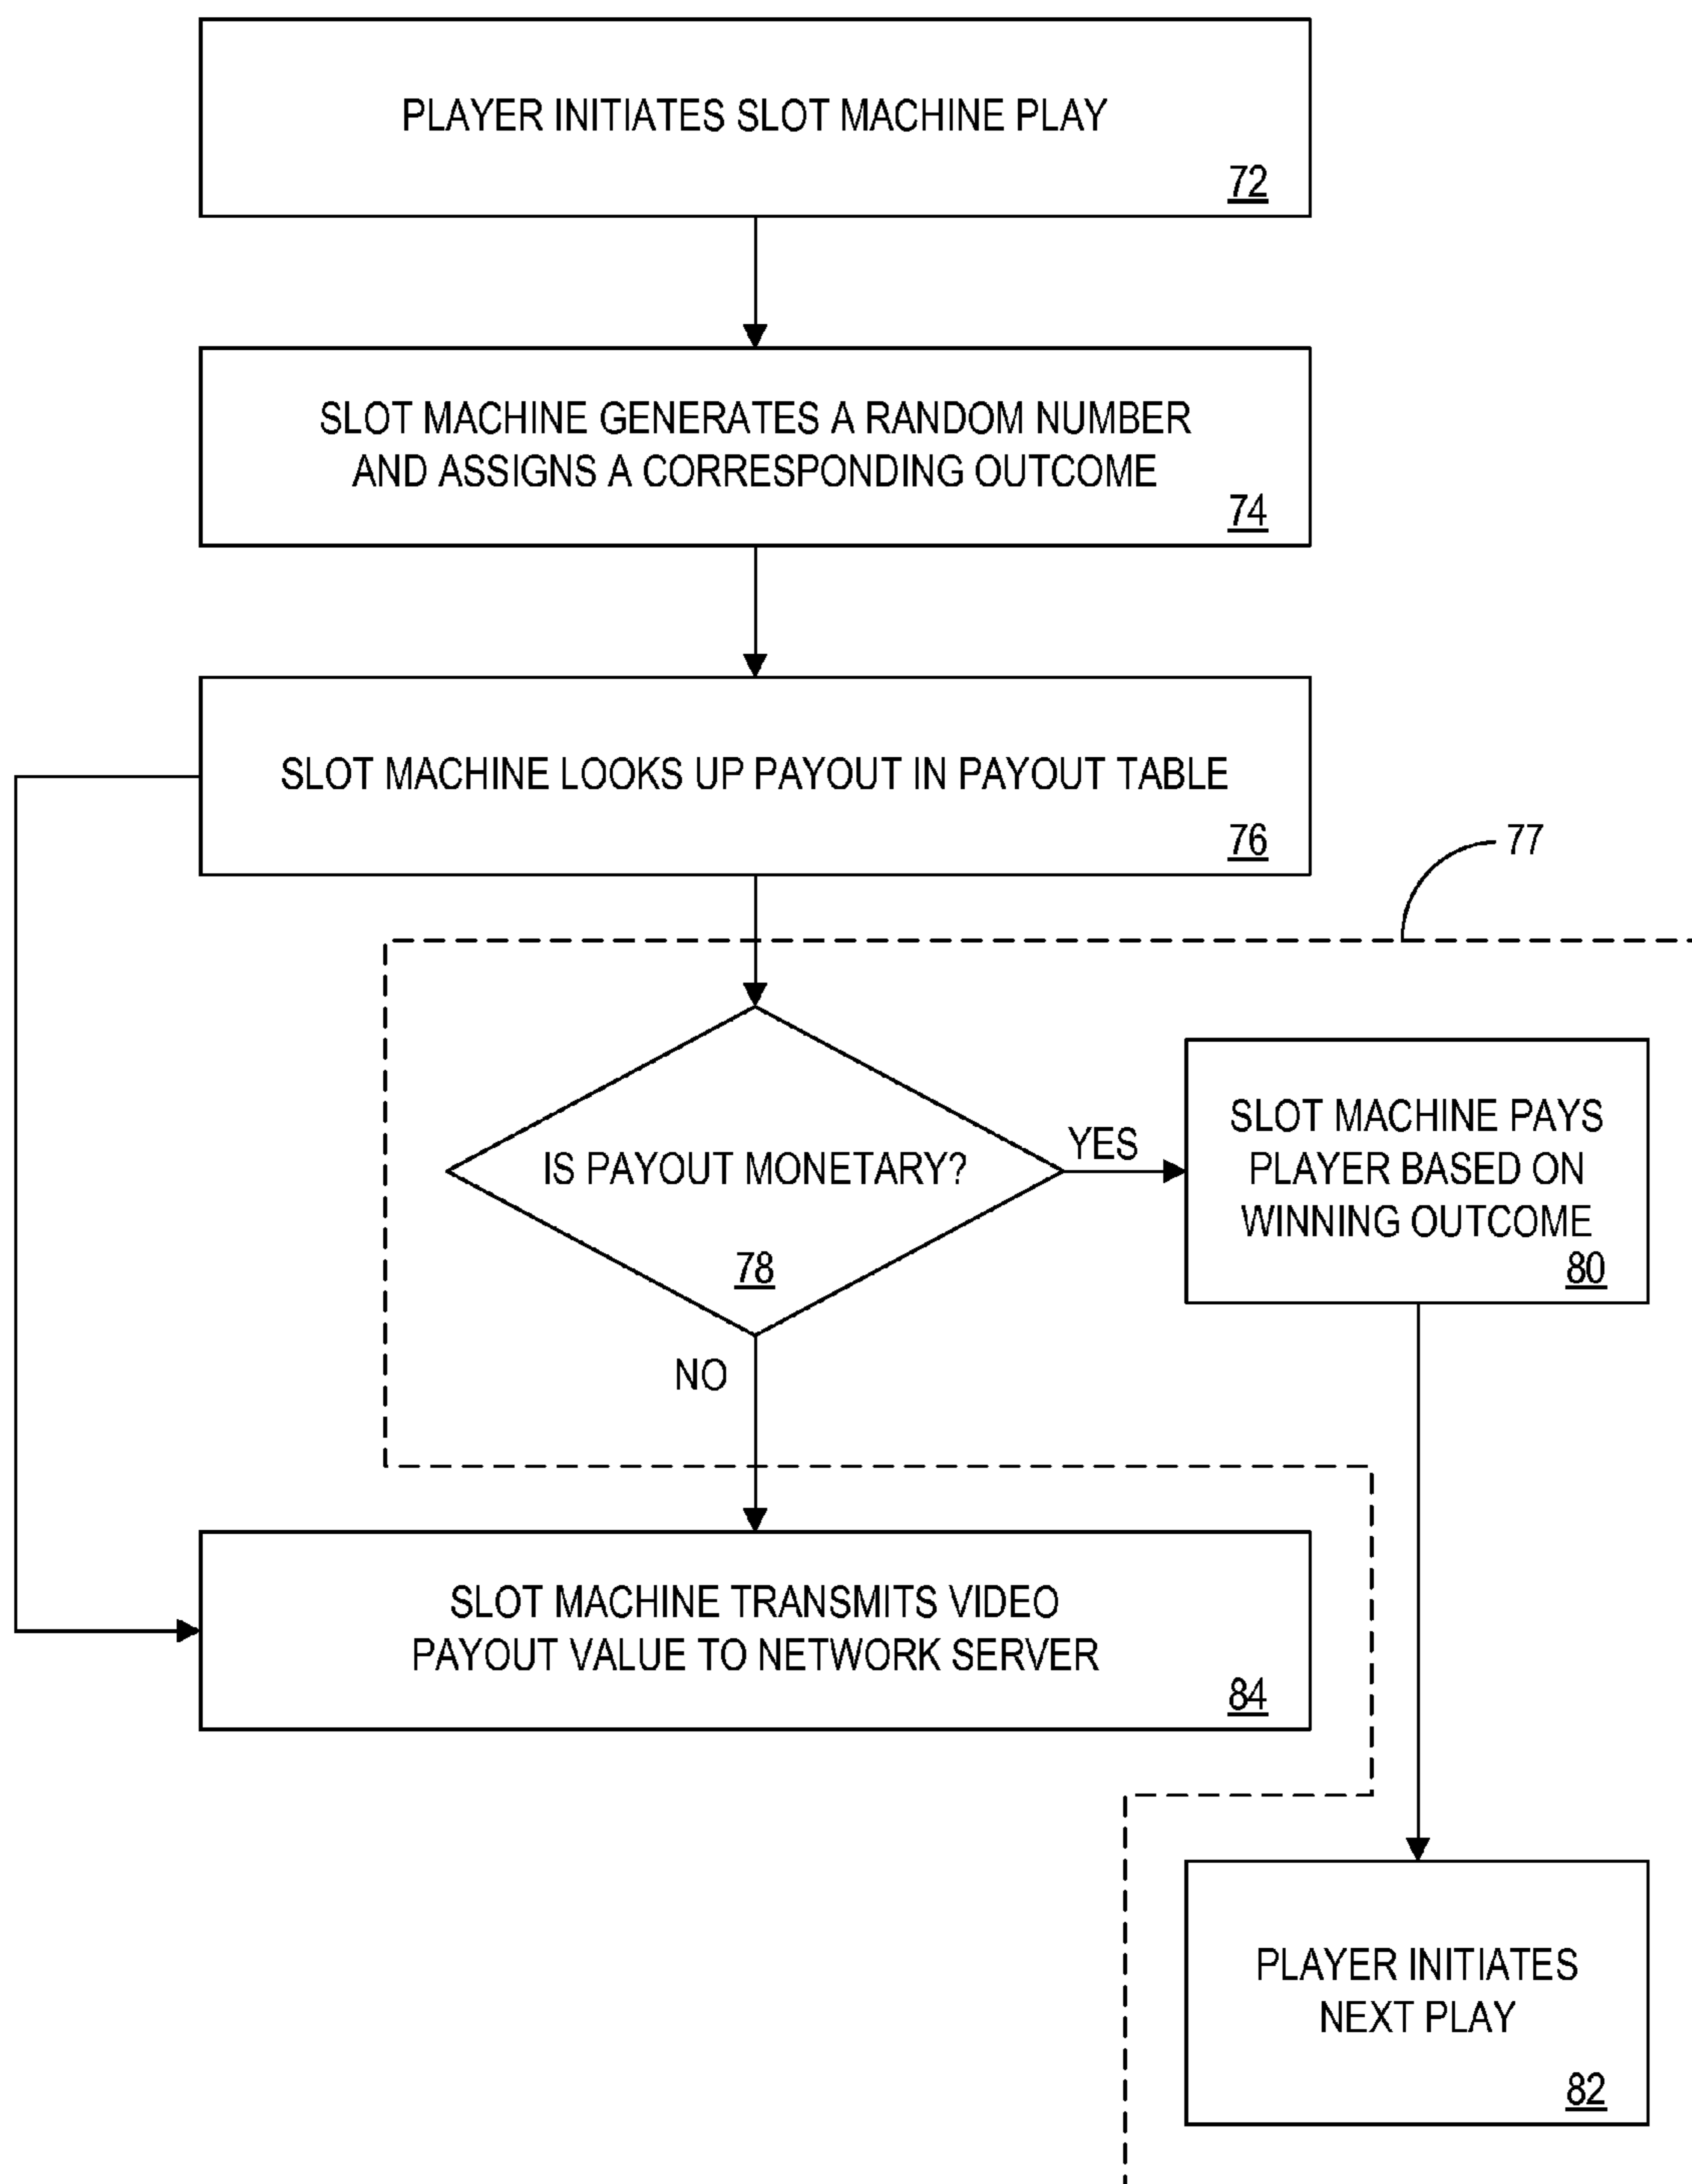 PLAYER INITIATES SLOT MACHINE PLAY
72
SLOT MACHINE GENERATES A RANDOM NUMBER
AND ASSIGNS A CORRESPONDING OUTCOME
74
SLOT MACHINE LOOKS UP PAYOUT IN PAYOUT TABLE
76
77
IS PAYOUT MONETARY?
78
YES
SLOT MACHINE PAYS
PLAYER BASED ON
WINNING OUTCOME
80
NO
SLOT MACHINE TRANSMITS VIDEO
PAYOUT VALUE TO NETWORK SERVER
84
PLAYER INITIATES
NEXT PLAY
82